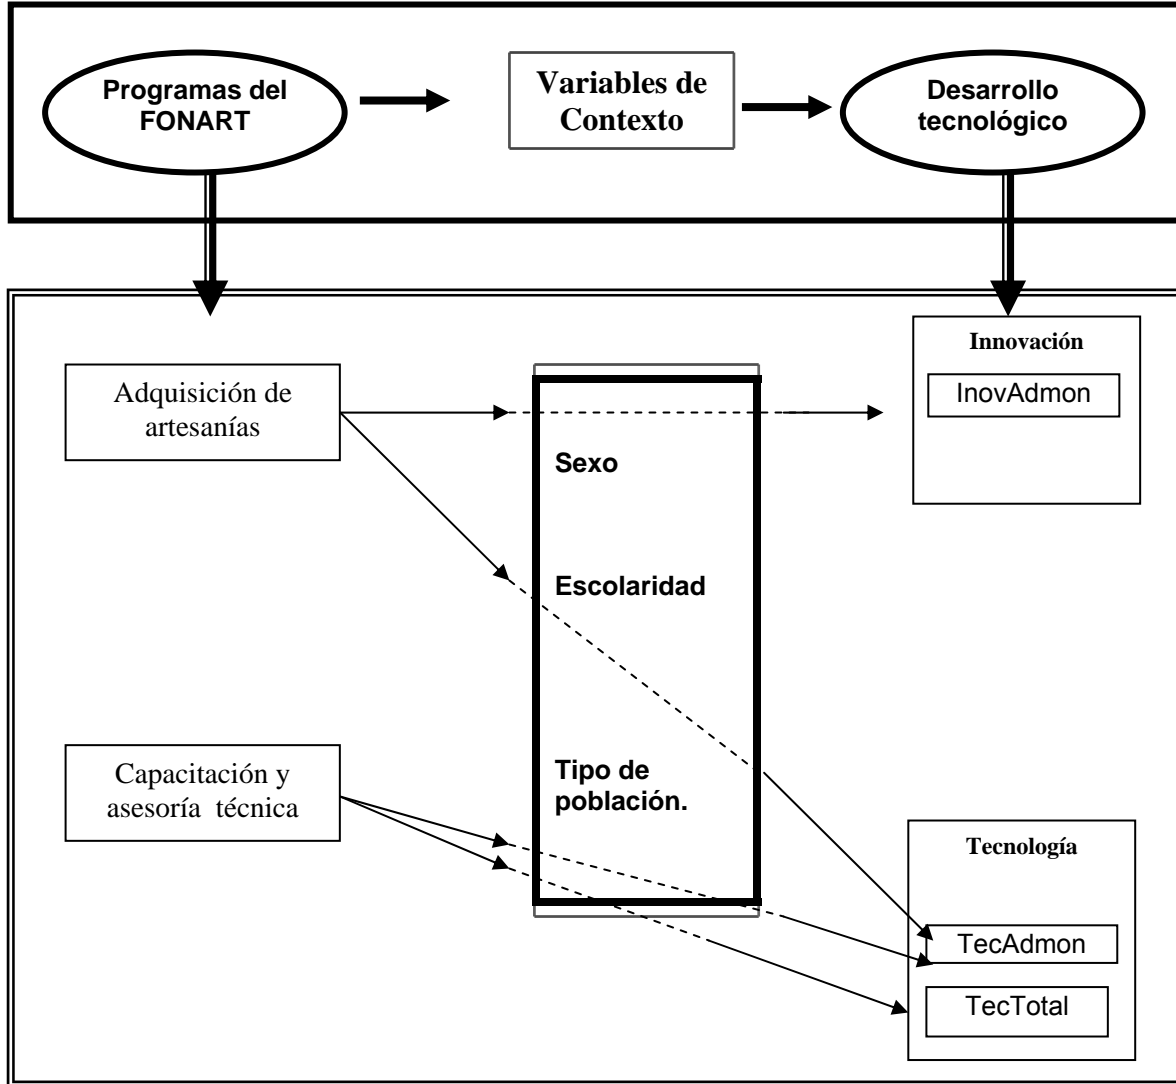 Programas del
FONART
Variables de
Contexto
Desarrollo
tecnológico
Innovación
InovAdmon
Adquisición de
artesanías
Sexo
Escolaridad
Capacitación y
asesoría técnica
Tipo de
población.
Tecnología
TecAdmon
TecTotal